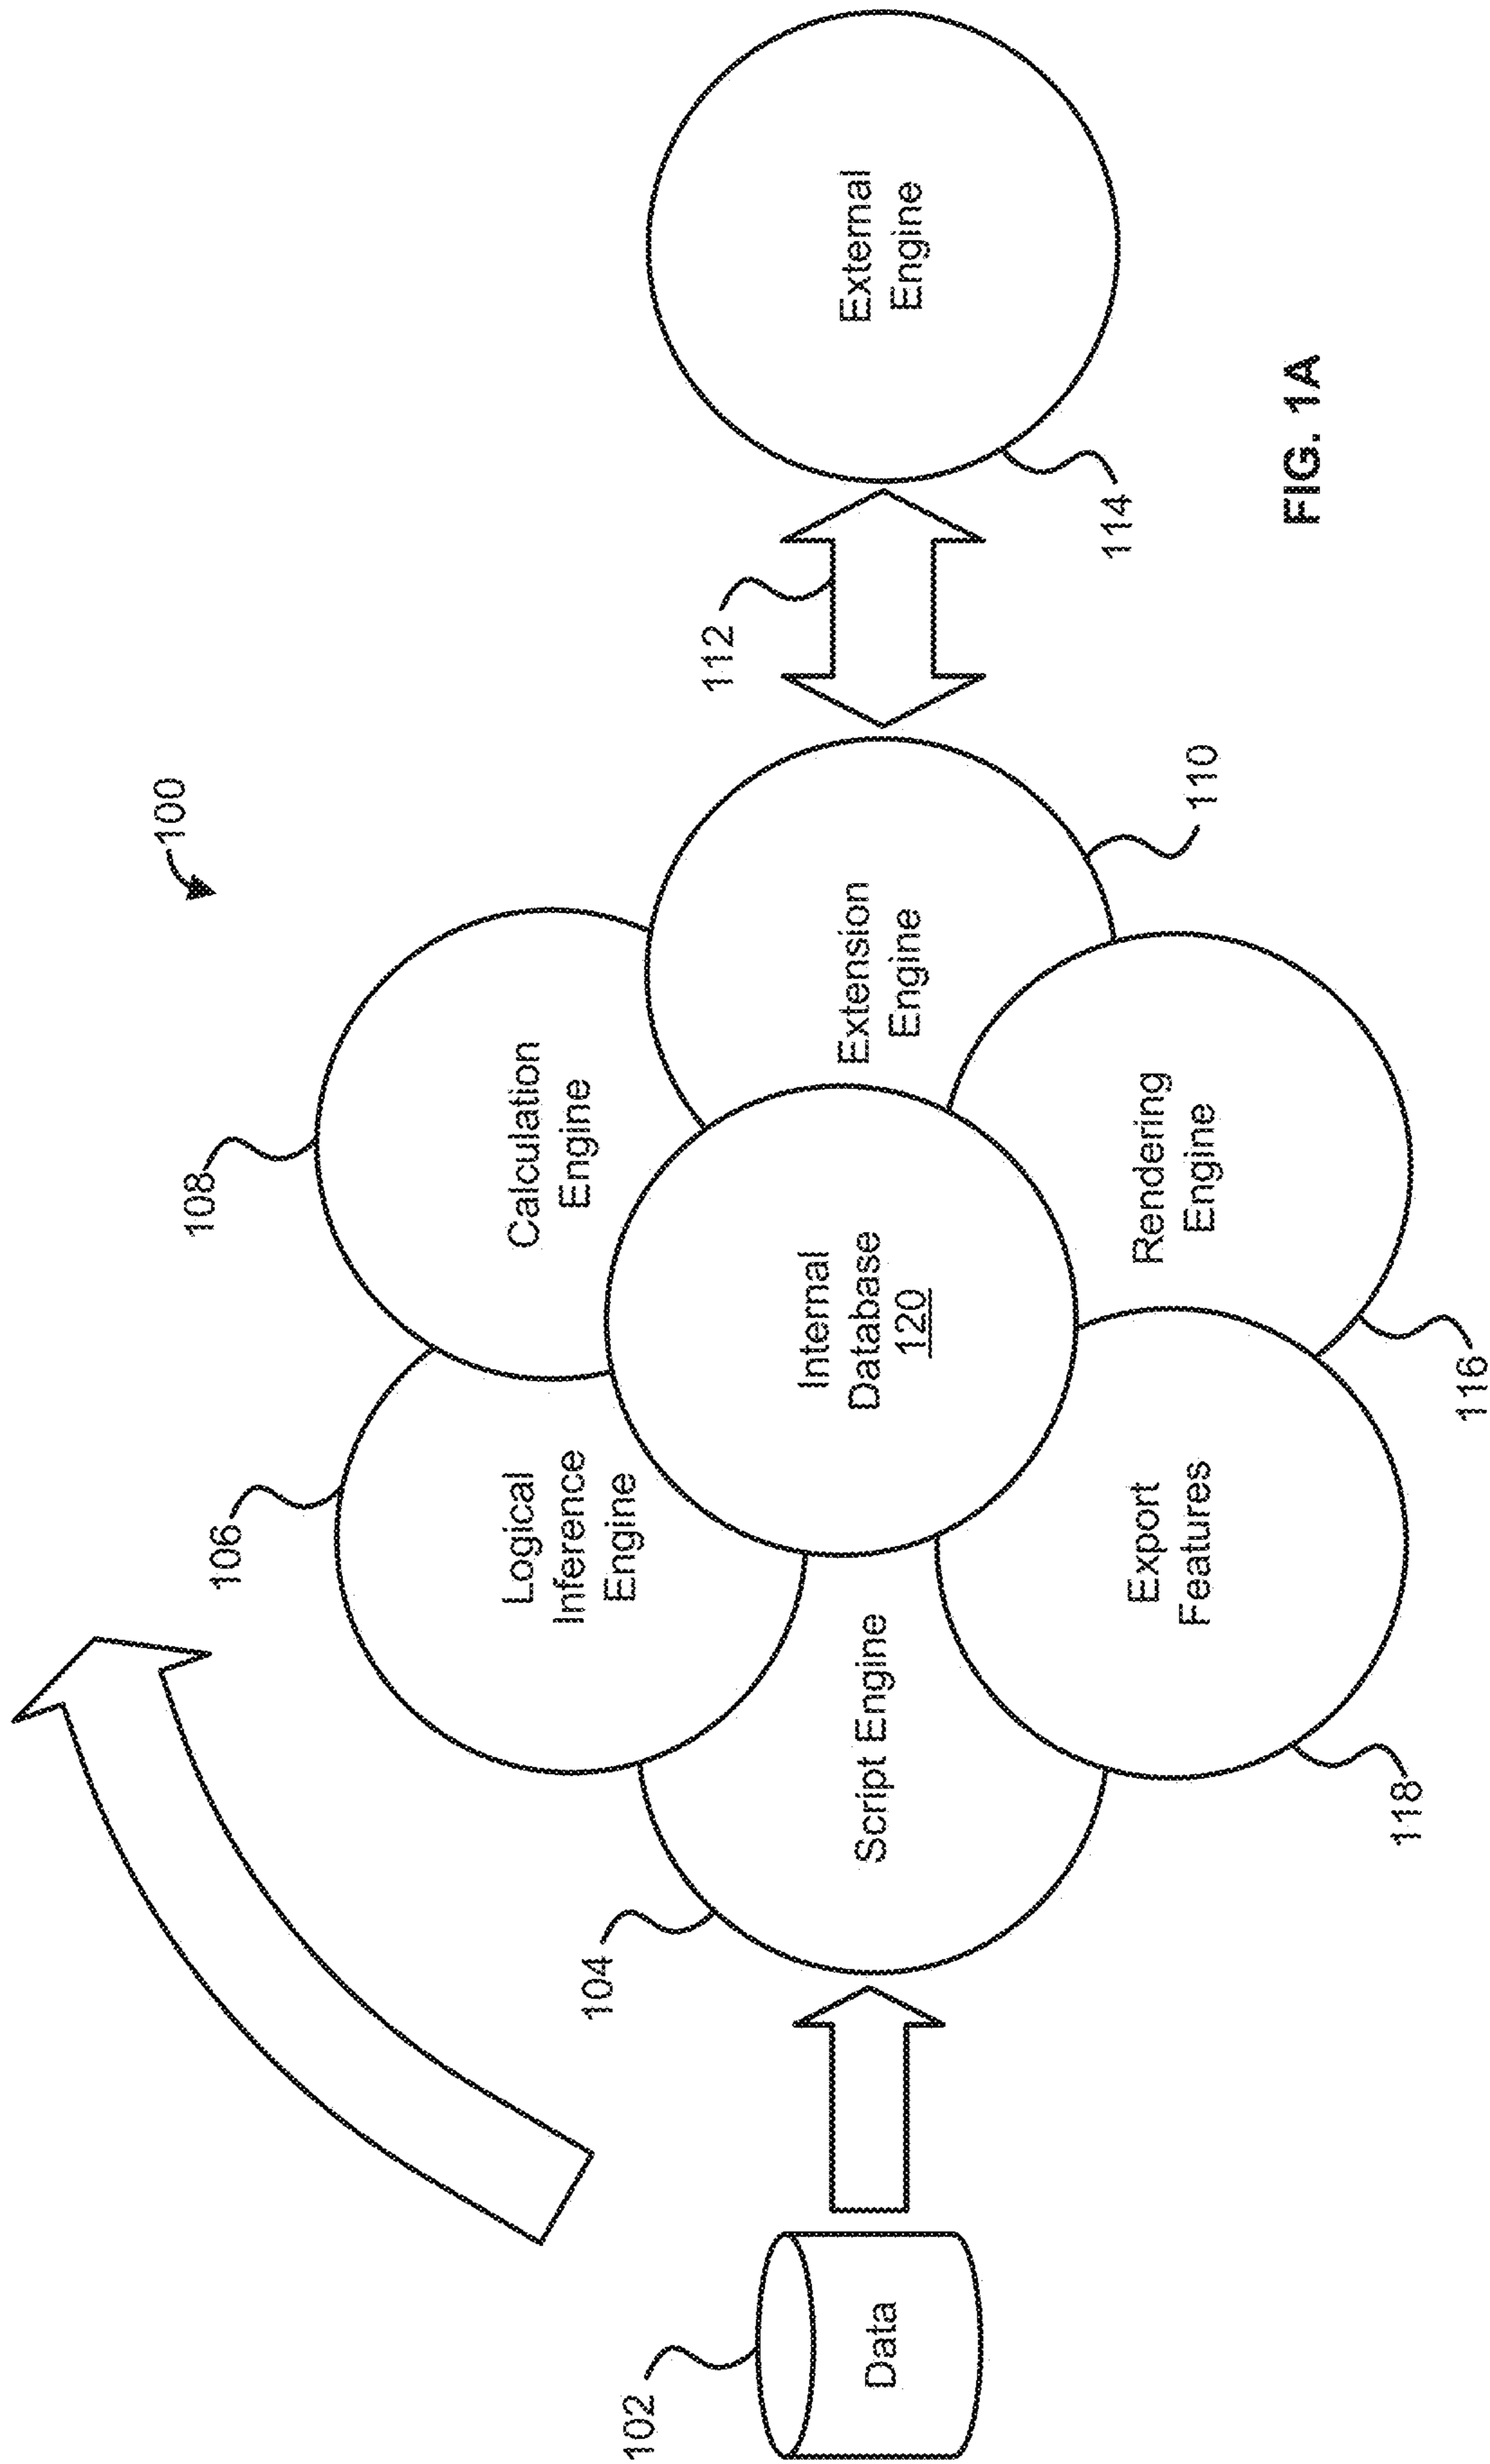 100
108
106
Calculation
Engine
Logical
Inference
Engine
112
104
102
Data
Script Engine
Internal
Database
120
Extension
Engine
External
Engine
110
114
Export
Features
Rendering
Engine
118
116
FIG. 1A